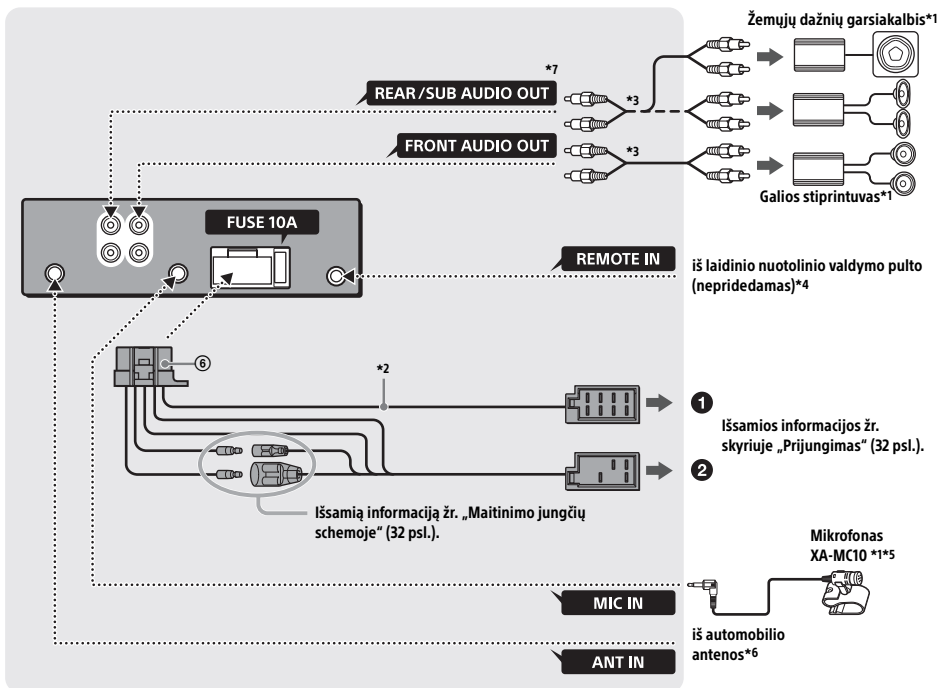 Žemųjų dažnių garsiakalbis*1
*7
REAR/SUB AUDIO OUT
*3
FRONT AUDIO OUT
*3
Galios stiprintuvas*1
FUSE 10A
REMOTE IN
iš laidinio nuotolinio valdymo pulto
(nepridedamas)*4
⑥
*2
❶
Išsamios informacijos žr.
skyriuje „Prijungimas“ (32 psl.).
❷
Išsamią informaciją žr. „Maitinimo jungčių
schemoje“ (32 psl.).
Mikrofonas
XA-MC10 *1*5
MIC IN
iš automobilio
antenos*6
ANT IN